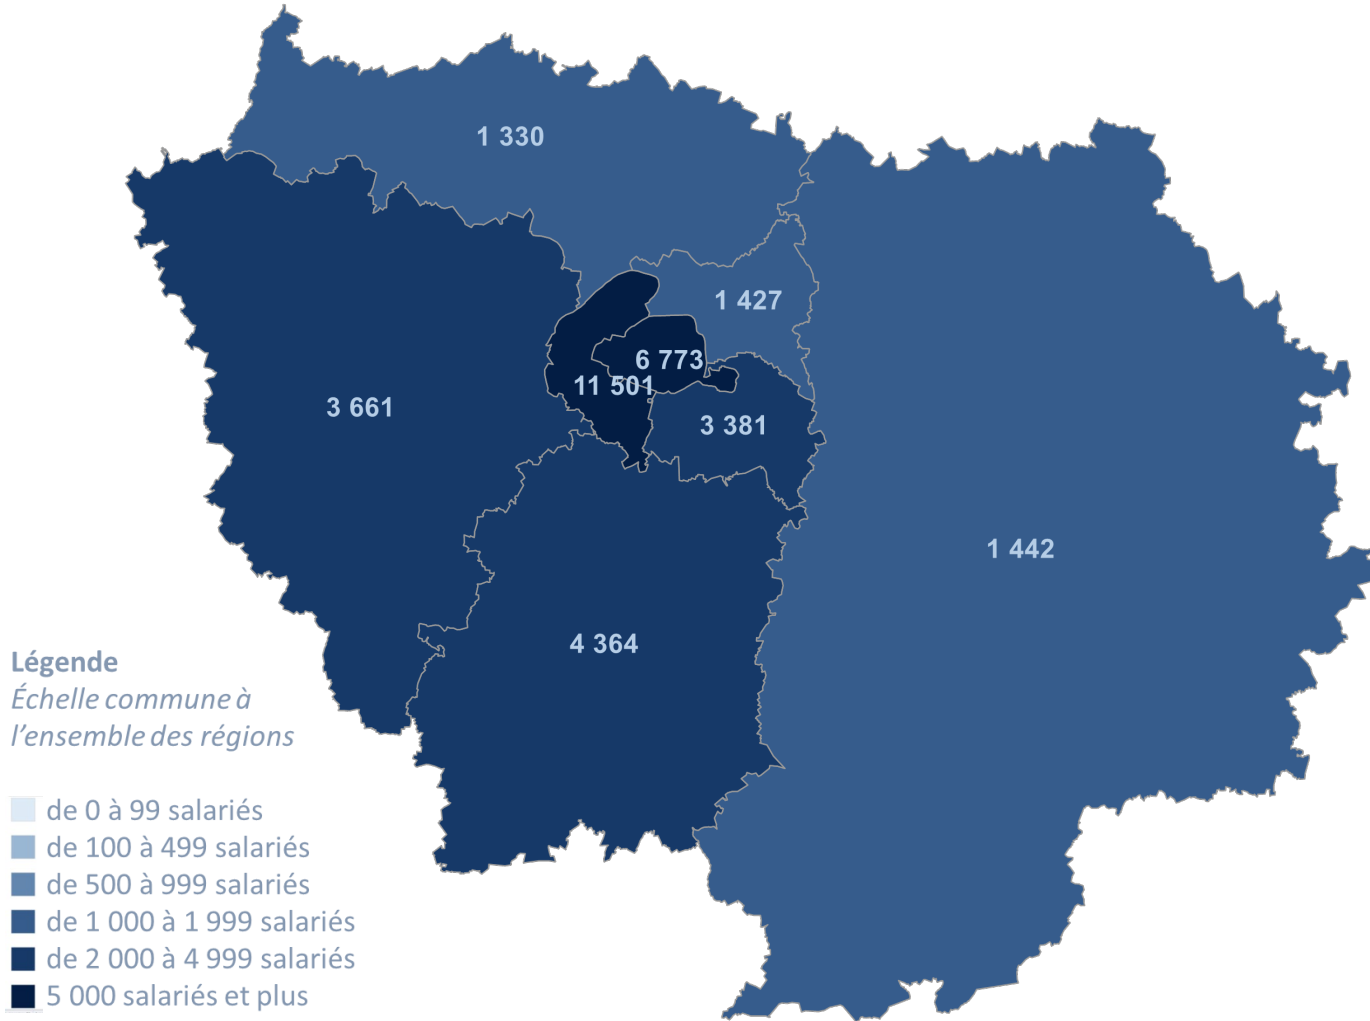 1 330
1 427
6 773
11 501
3 661
3 381
1 442
4 364
Légende
Échelle commune à
l'ensemble des régions
de 0 à 99 salariés
de 100 à 499 salariés
de 500 à 999 salariés
de 1 000 à 1 999 salariés
de 2 000 à 4 999 salariés
5 000 salariés et plus